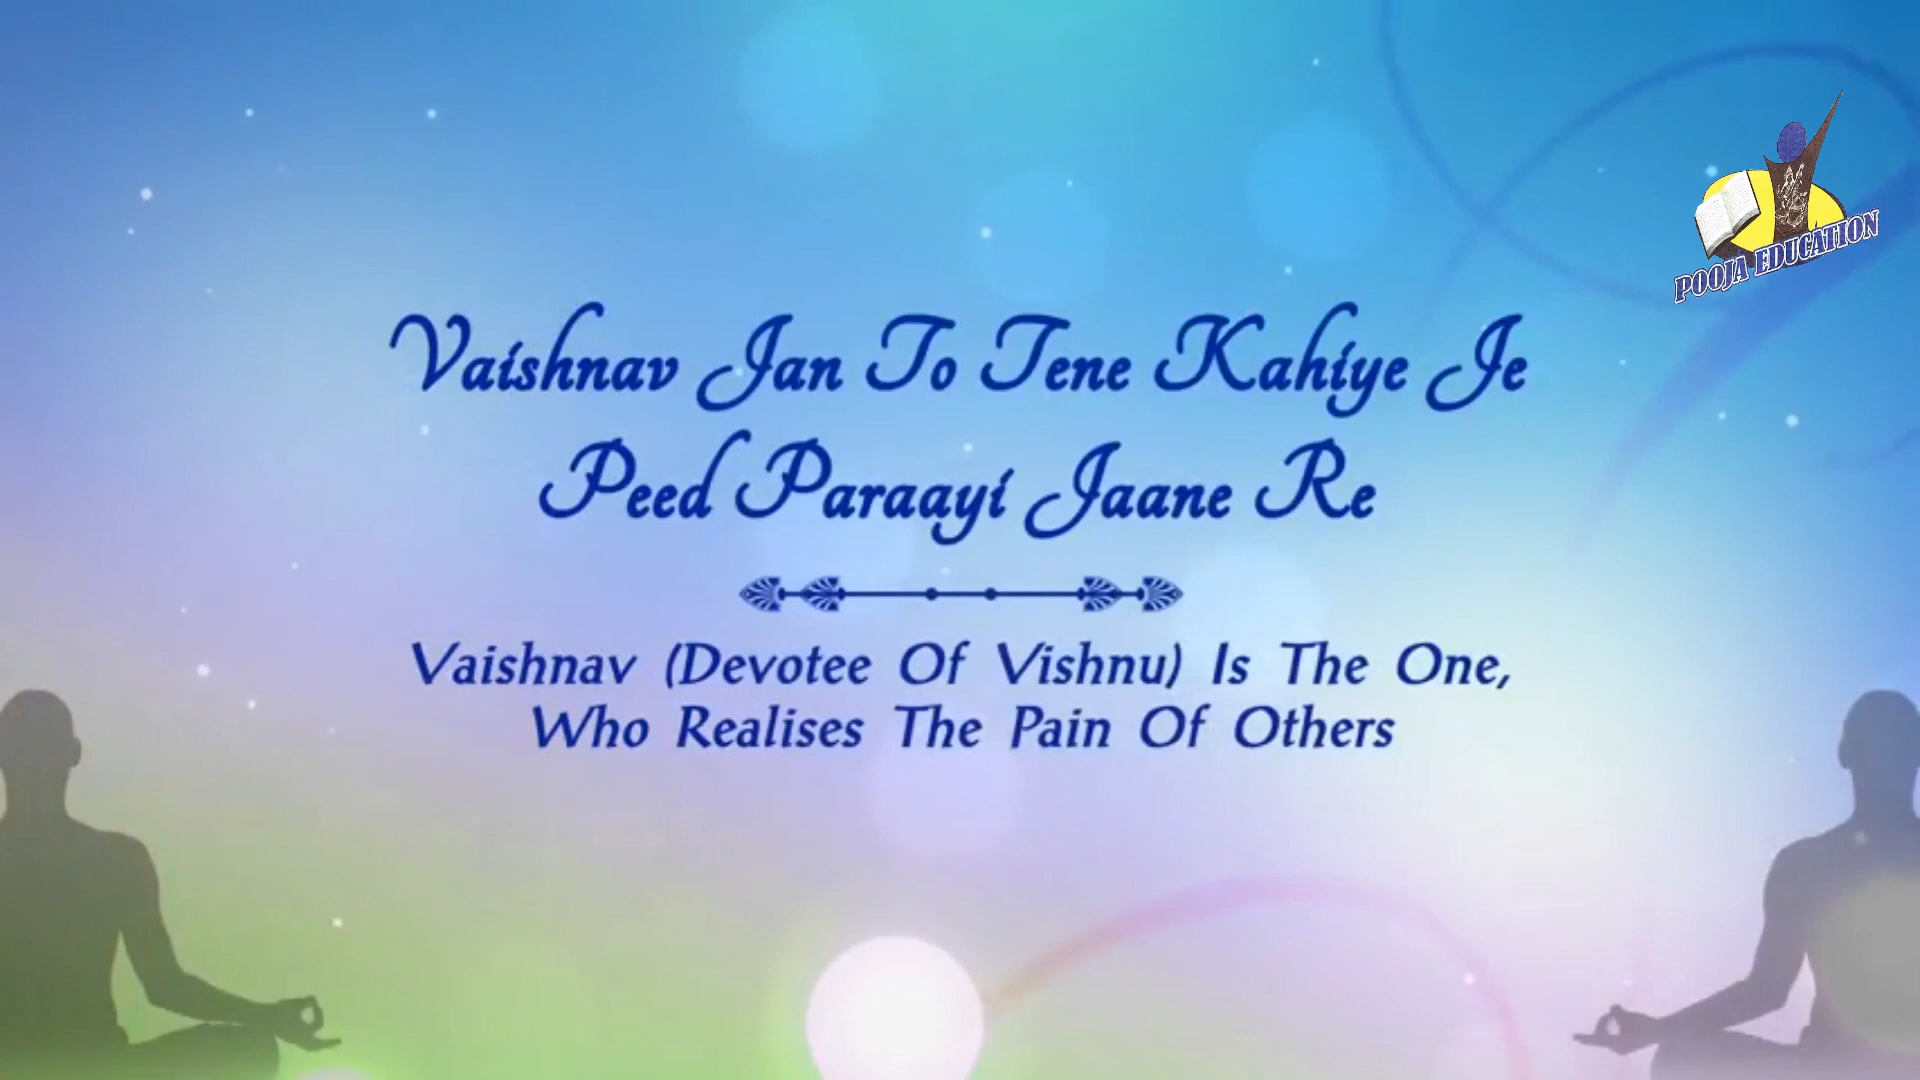 POOJA EDUCATION
Vaishnav Jan To Tene Kahiye Je
Peed Paraayi Jaane Re
Vaishnav (Devotee Of Vishnu) Is The One,
Who Realises The Pain Of Others